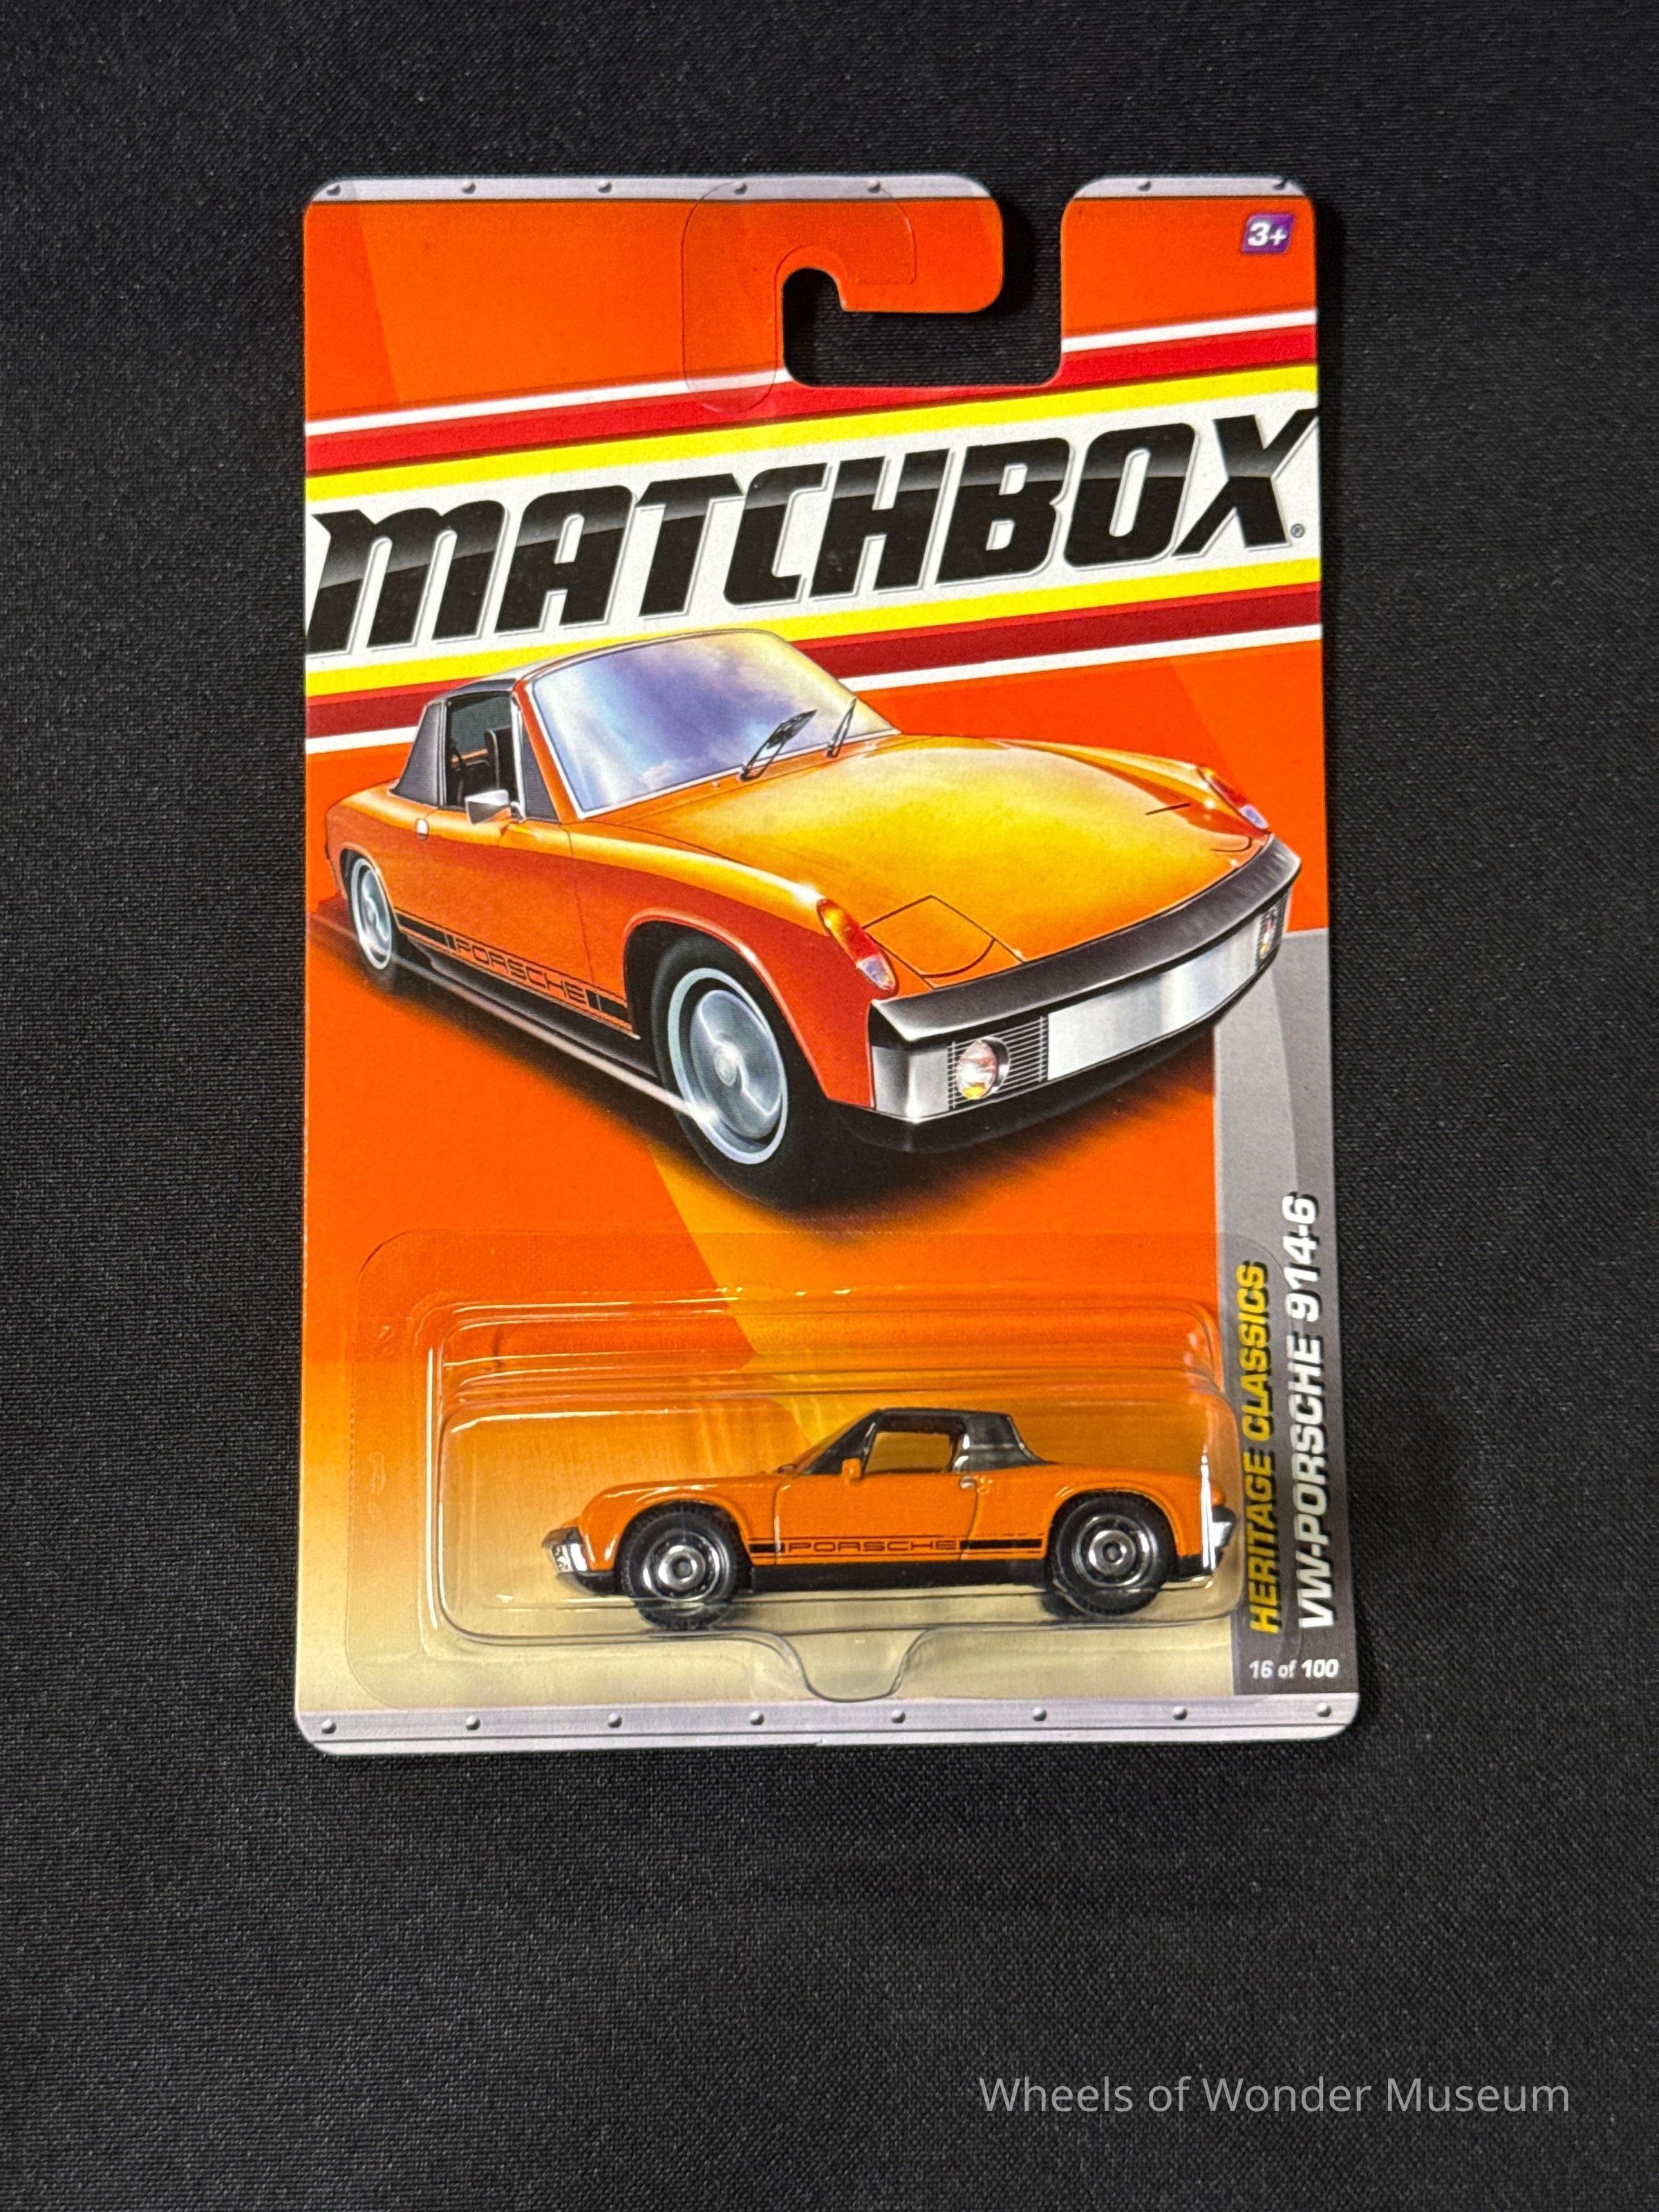 3+
MATCHBOX®
PORSCHE
HERITAGE CLASSICS
VW-PORSCHE 914-6
PORSCHE
16 of 100
Wheels of Wonder Museum